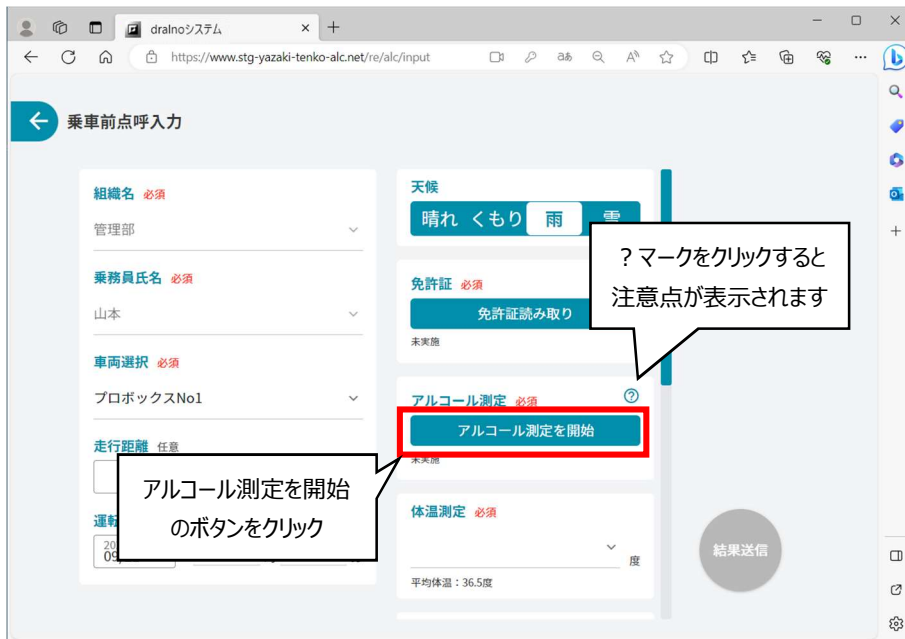 dralnoシステム
https://www.stg-yazaki-tenko-alc.net/re/alc/input
乗車前点呼入力
組織名 必須
管理部
乗務員氏名 必須
山本
車両選択 必須
プロボックスNo1
走行距離 任意
運転
アルコール測定を開始
のボタンをクリック
天候
晴れ くもり 雨
免許証 必須
免許証読み取り
未実施
?マークをクリックすると
注意点が表示されます
アルコール測定 必須
アルコール測定を開始
未実施
体温測定 必須
度
平均体温:36.5度
結果送信